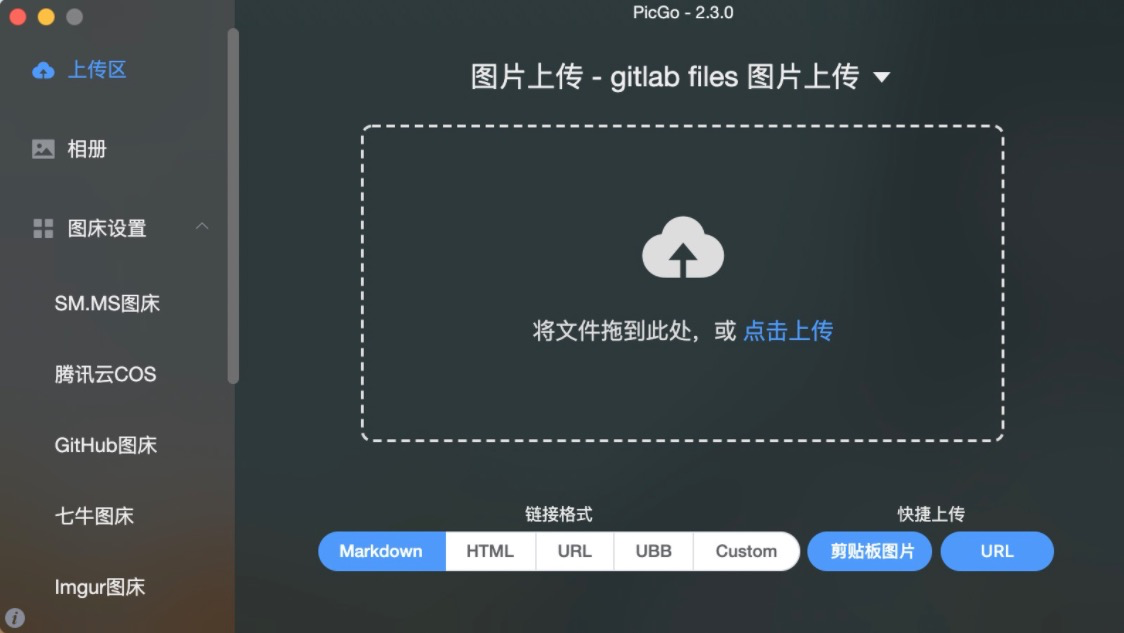 PicGo - 2.3.0
上传区
相册
图床设置
SM.MS图床
腾讯云COS
GitHub图床
七牛图床
Imgur图床
图片上传 - gitlab files 图片上传
将文件拖到此处，或 点击上传
链接格式
Markdown HTML URL UBB Custom
快捷上传
剪贴板图片 URL